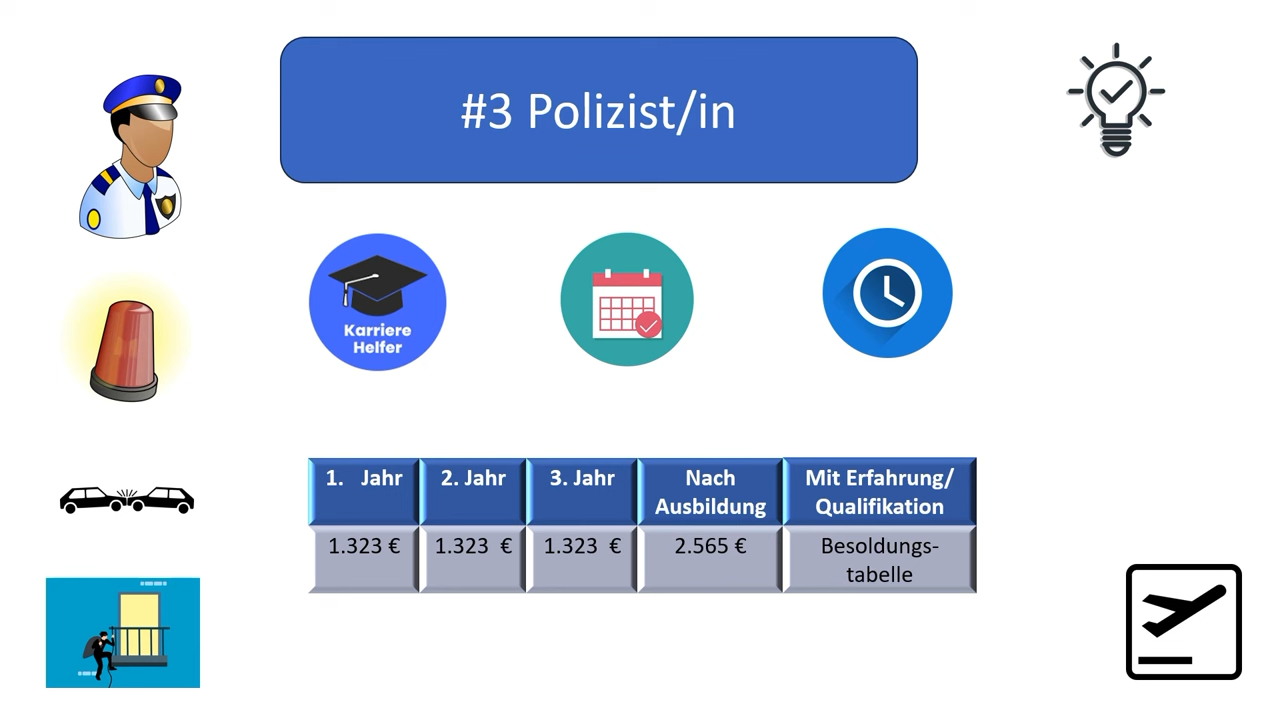 #3 Polizist/in
Karriere
Helfer
1. Jahr
2. Jahr
3. Jahr
Nach
Ausbildung
Mit Erfahrung/
Qualifikation
1.323 €
1.323 €
1.323 €
2.565 €
Besoldungs-
tabelle